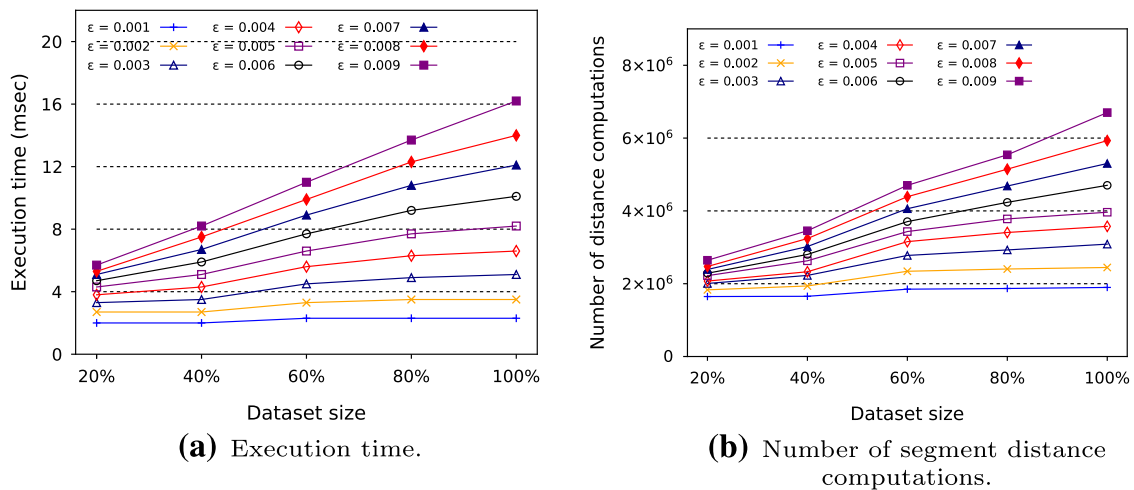 ε = 0.001 ε = 0.004 ε = 0.007
ε = 0.002 ε = 0.005 ε = 0.008
ε = 0.003 ε = 0.006 ε = 0.009
Execution time (msec)
20
16
12
8
4
0
20% 40% 60% 80% 100%
Dataset size
(a) Execution time.
ε = 0.001 ε = 0.004 ε = 0.007
ε = 0.002 ε = 0.005 ε = 0.008
ε = 0.003 ε = 0.006 ε = 0.009
Number of distance computations
8×10⁶
6×10⁶
4×10⁶
2×10⁶
0
20% 40% 60% 80% 100%
Dataset size
(b) Number of segment distance
computations.